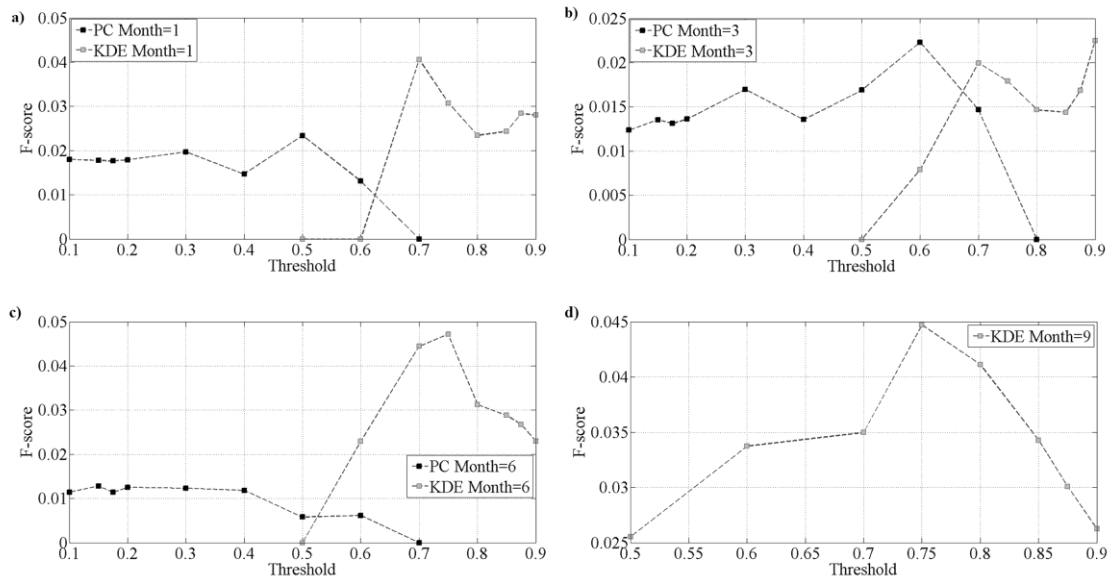 a)
PC Month=1
KDE Month=1
0.05
0.04
0.03
0.02
0.01
0
F-score
0.1 0.2 0.3 0.4 0.5 0.6 0.7 0.8 0.9
Threshold
b)
PC Month=3
KDE Month=3
0.025
0.02
0.015
0.01
0.005
0
F-score
0.1 0.2 0.3 0.4 0.5 0.6 0.7 0.8 0.9
Threshold
c)
0.05
0.04
0.03
0.02
0.01
0
F-score
PC Month=6
KDE Month=6
0.1 0.2 0.3 0.4 0.5 0.6 0.7 0.8 0.9
Threshold
d)
KDE Month=9
0.045
0.04
0.035
0.03
0.025
F-score
0.5 0.55 0.6 0.65 0.7 0.75 0.8 0.85 0.9
Threshold